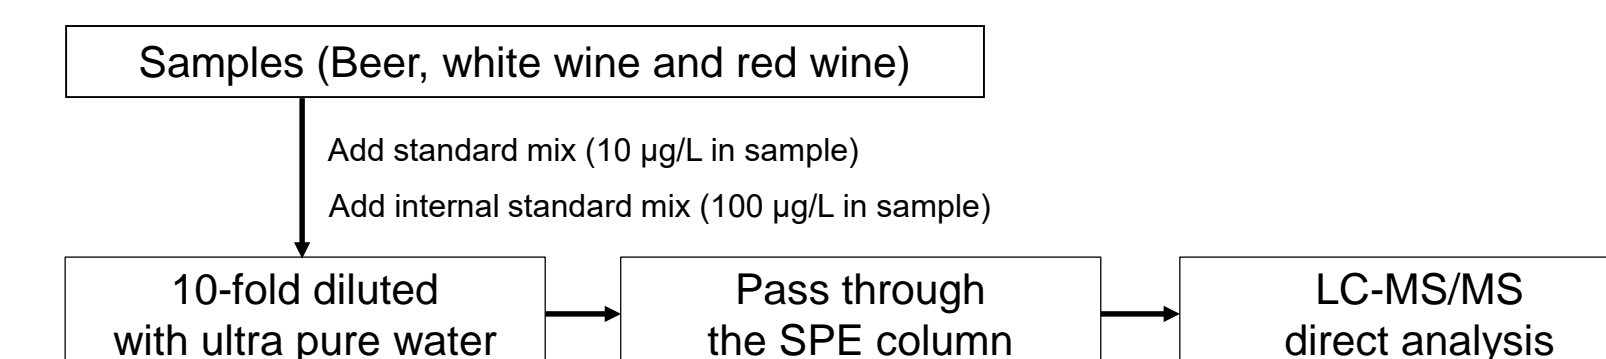 Samples (Beer, white wine and red wine)
Add standard mix (10 µg/L in sample)
Add internal standard mix (100 µg/L in sample)
10-fold diluted
with ultra pure water
Pass through
the SPE column
LC-MS/MS
direct analysis